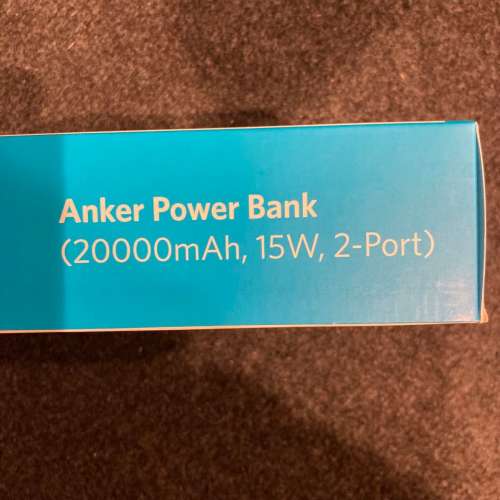 Anker Power Bank
(20000mAh, 15W, 2-Port)